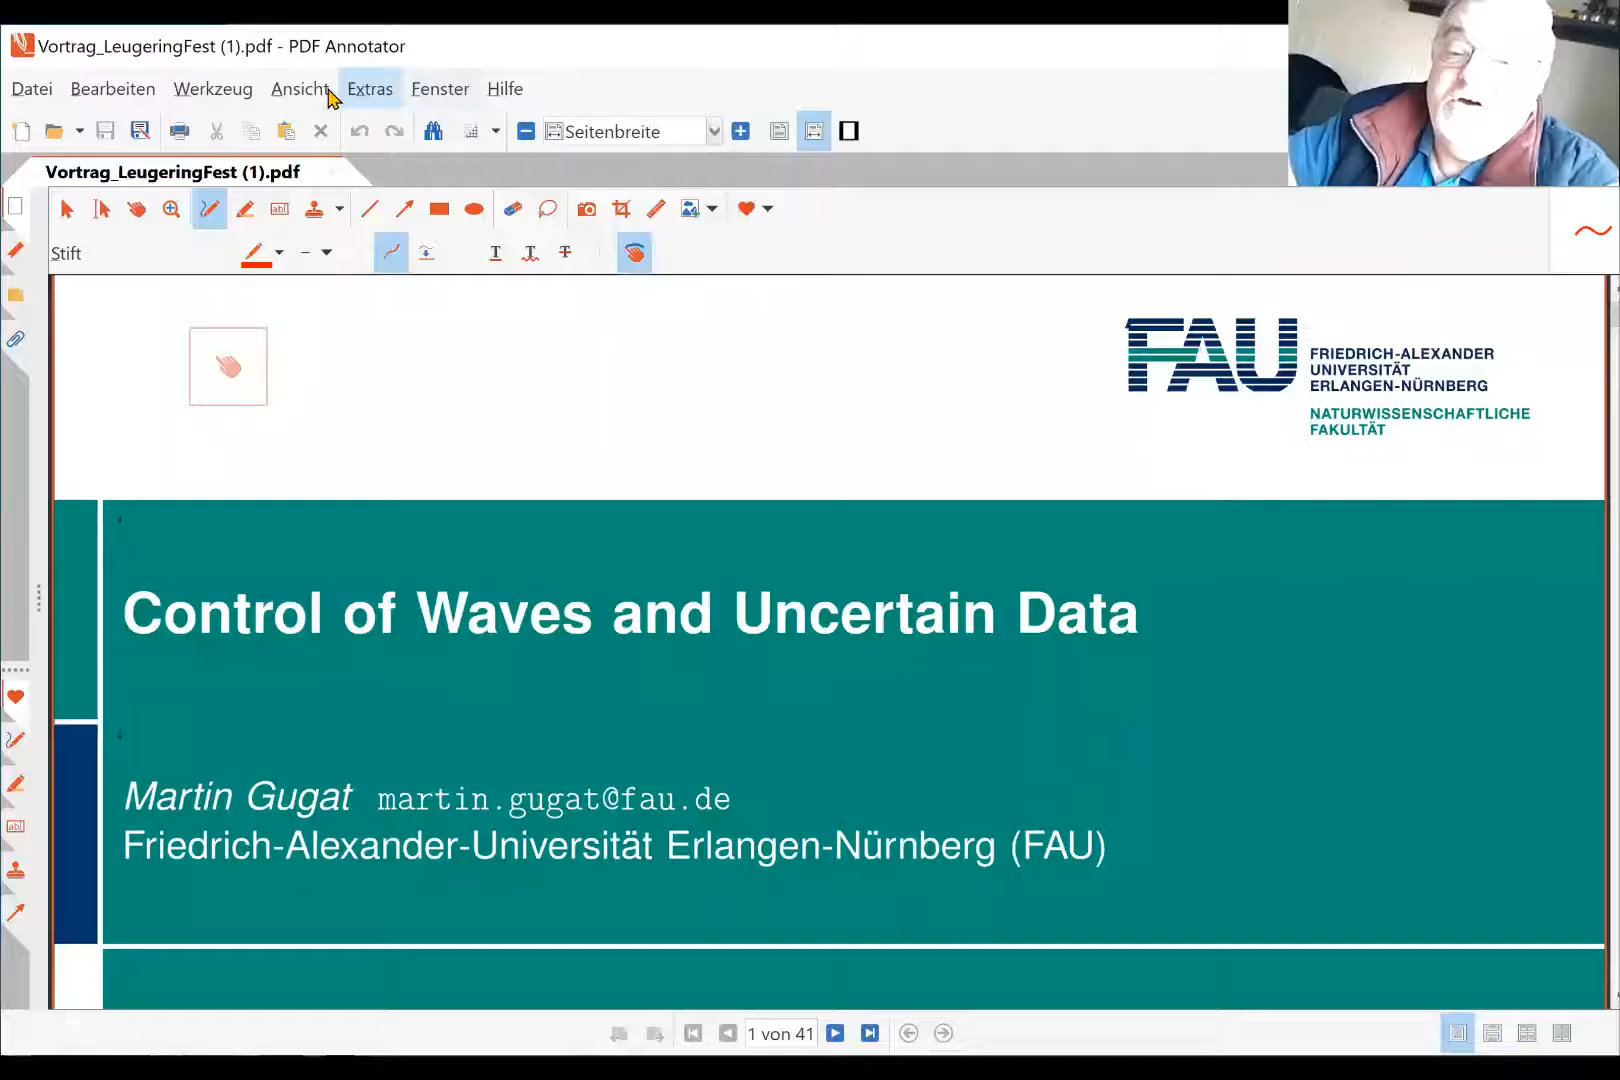 Vortrag_LeugeringFest (1).pdf - PDF Annotator
Datei Bearbeiten Werkzeug Ansicht Extras Fenster Hilfe
Seitenbreite
Vortrag_LeugeringFest (1).pdf
Stift
FAU
FRIEDRICH-ALEXANDER
UNIVERSITÄT
ERLANGEN-NÜRNBERG
NATURWISSENSCHAFTLICHE
FAKULTÄT
Control of Waves and Uncertain Data
Martin Gugat martin.gugat@fau.de
Friedrich-Alexander-Universität Erlangen-Nürnberg (FAU)
1 von 41